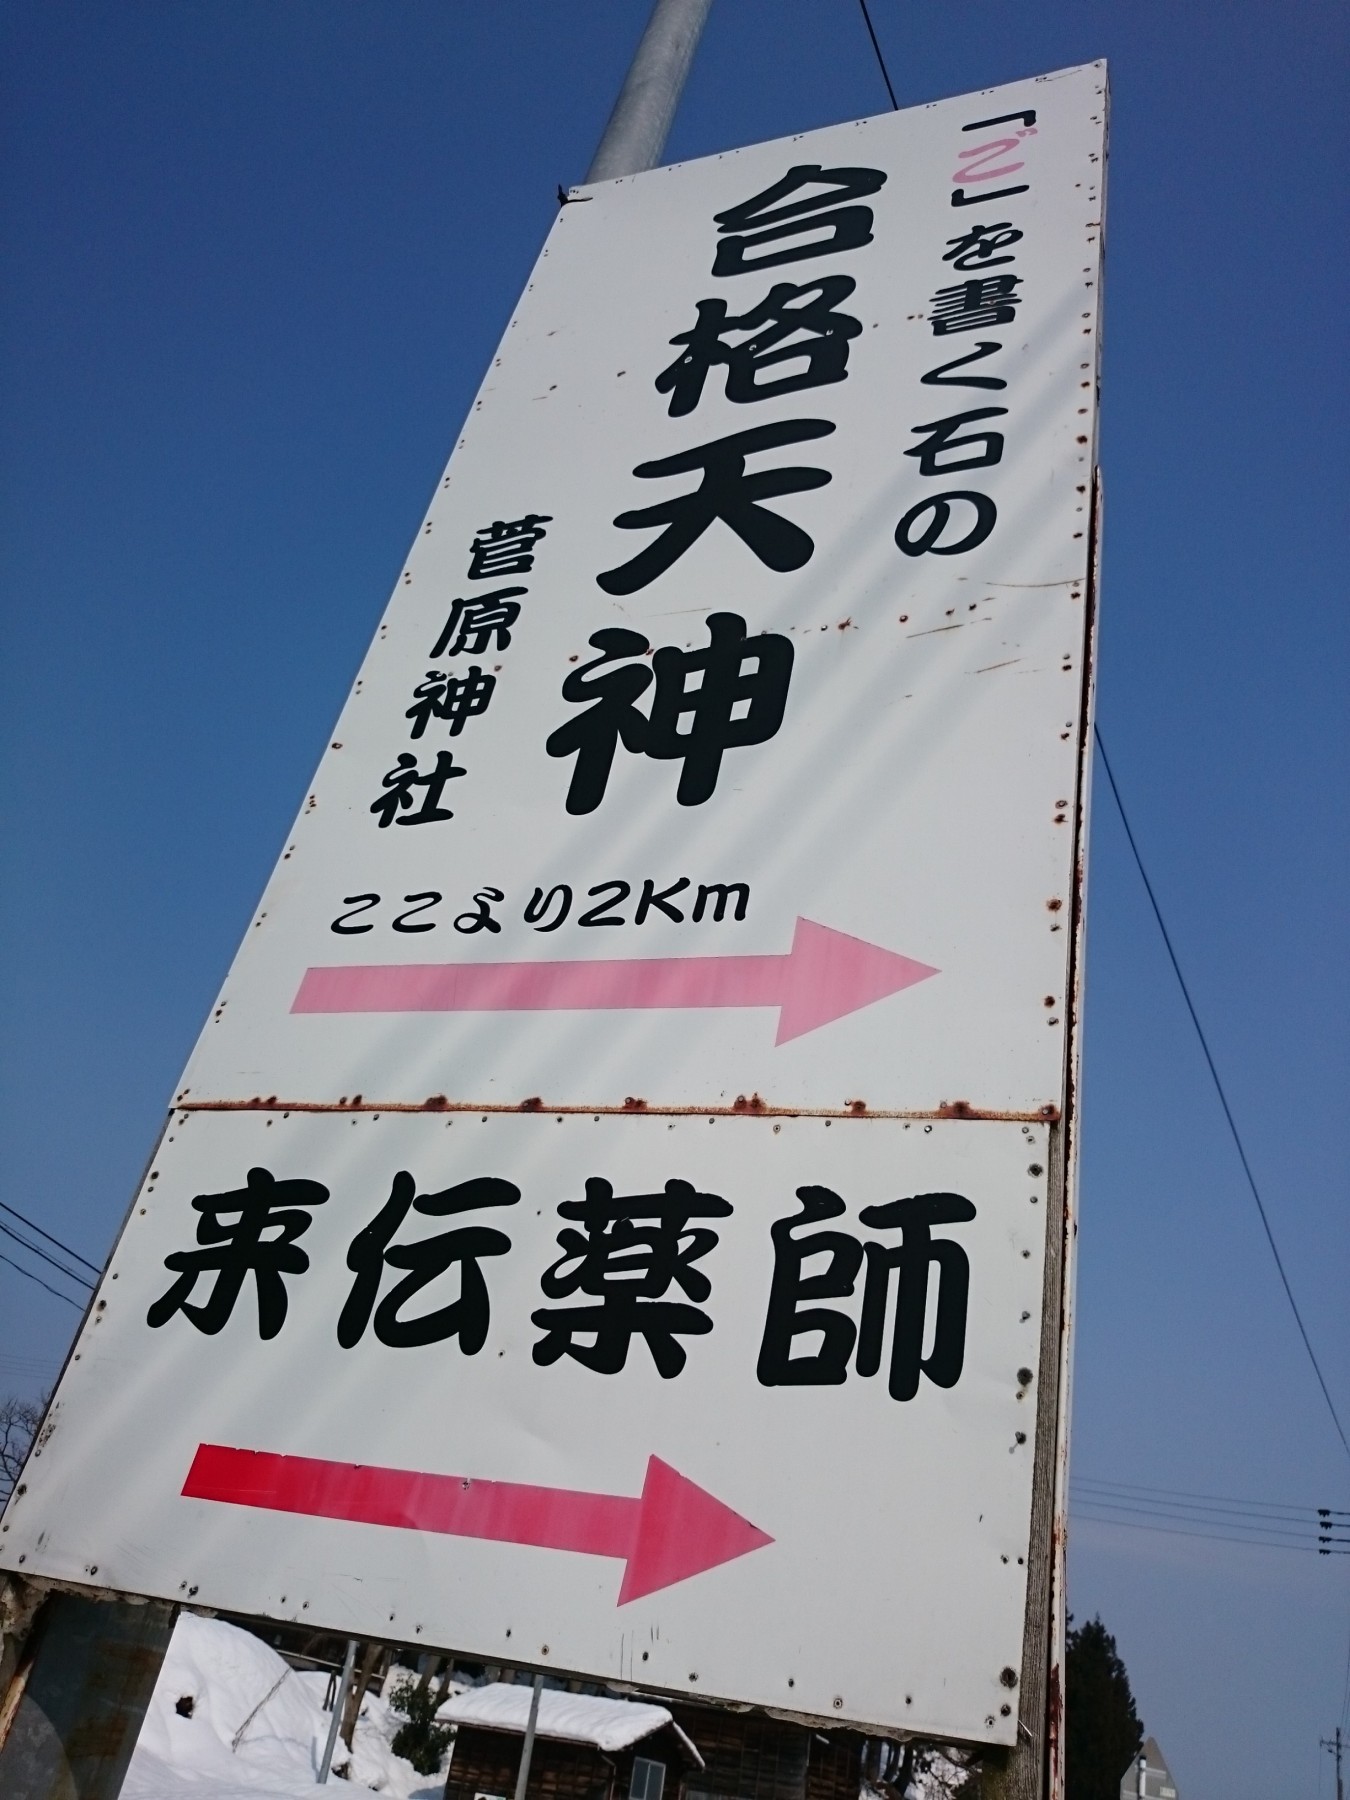 「ご」を書く石の
合格天神
菅原神社
ここより2Km
来伝薬師